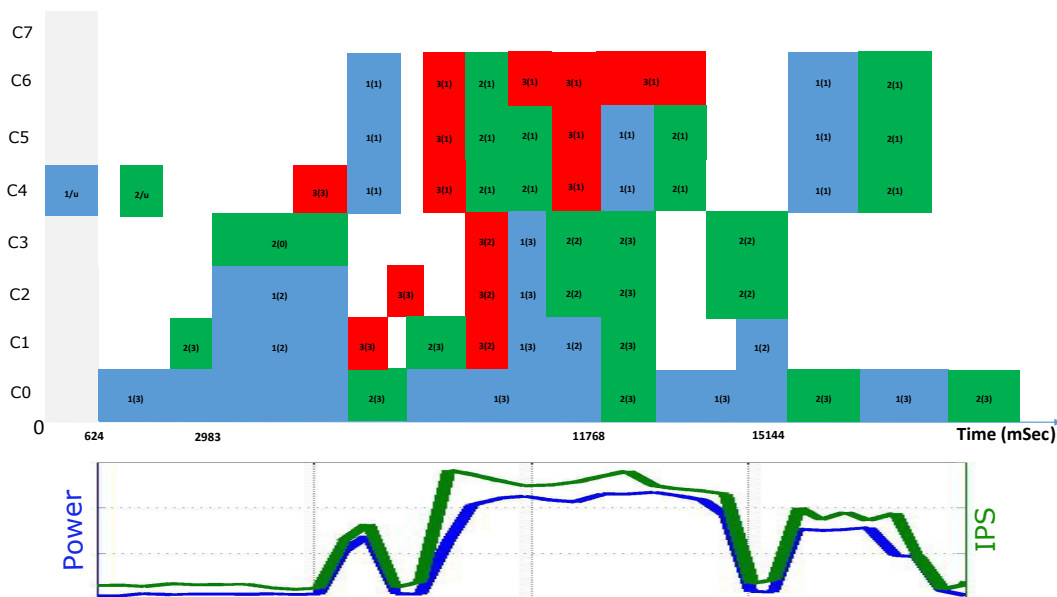 C7
C6 1(1) 3(1) 2(1) 3(1) 3(1) 3(1) 1(1) 2(1)
C5 1(1) 3(1) 2(1) 2(1) 3(1) 1(1) 2(1) 1(1) 2(1)
C4 1/u 2/u 3(3) 1(1) 3(1) 2(1) 2(1) 3(1) 1(1) 2(1) 1(1) 2(1)
C3 2(0) 3(2) 1(3) 2(2) 2(3) 2(2)
C2 1(2) 3(3) 3(2) 1(3) 2(2) 2(3) 2(2)
C1 2(3) 1(2) 3(3) 2(3) 3(2) 1(3) 1(2) 2(3) 1(2)
C0 1(3) 2(3) 1(3) 2(3) 1(3) 2(3) 1(3) 2(3)
0 624 2983 11768 15144 Time (mSec)
Power
IPS